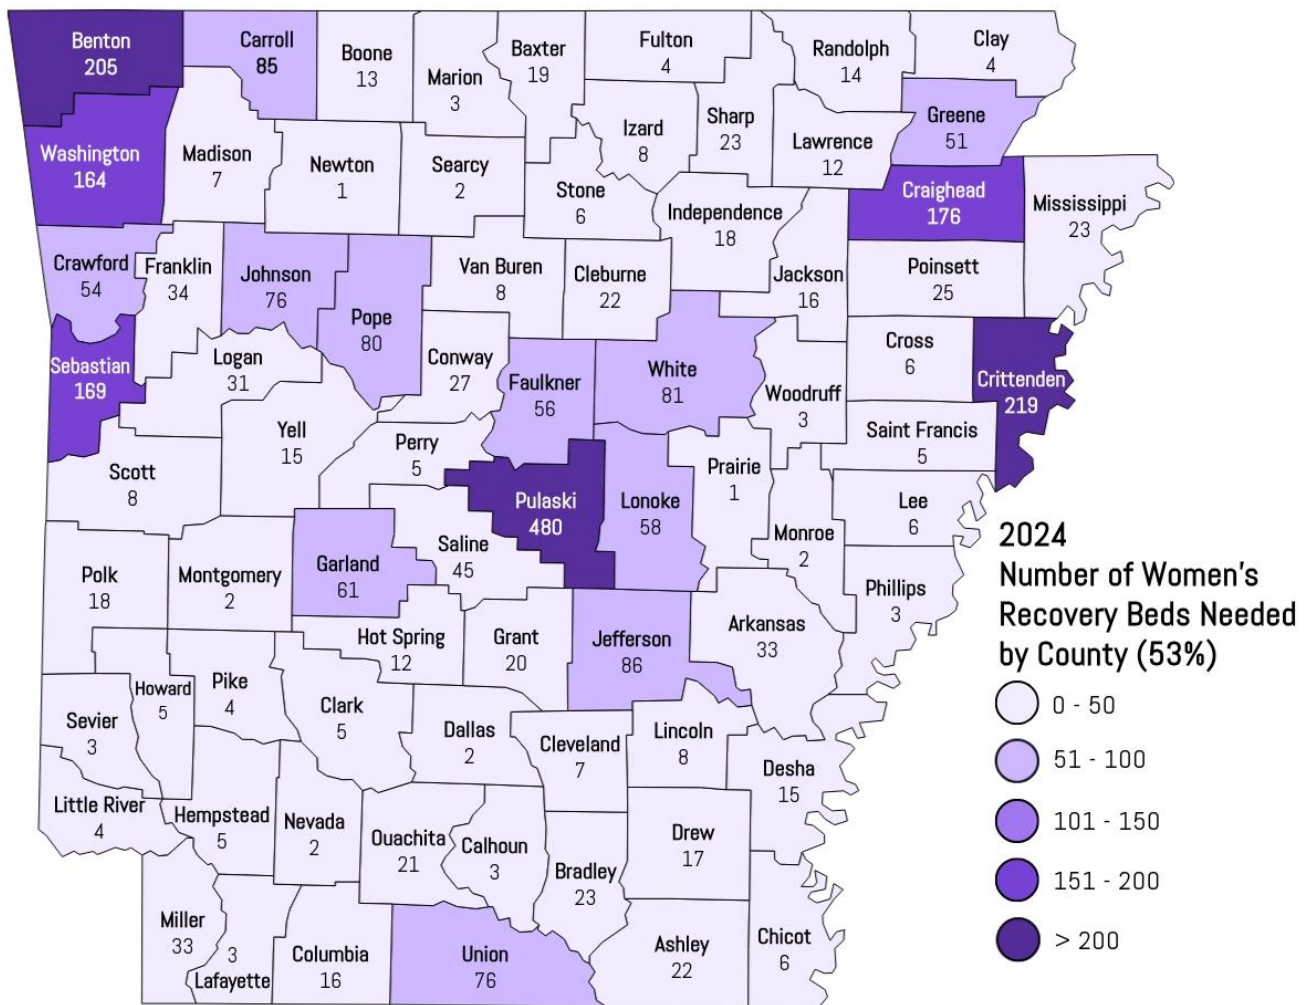 Benton
205
Carroll
85
Boone
13
Marion
3
Baxter
19
Fulton
4
Randolph
14
Clay
4
Washington
164
Madison
7
Newton
1
Searcy
2
Stone
6
Izard
8
Sharp
23
Lawrence
12
Greene
51
Craighead
176
Mississippi
23
Crawford
54
Franklin
34
Johnson
76
Pope
80
Van Buren
8
Cleburne
22
Independence
18
Jackson
16
Poinsett
25
Sebastian
169
Logan
31
Conway
27
Faulkner
56
White
81
Woodruff
3
Cross
6
Crittenden
219
Scott
8
Yell
15
Perry
5
Pulaski
480
Lonoke
58
Prairie
1
Monroe
2
Saint Francis
5
Lee
6
Polk
18
Montgomery
2
Garland
61
Saline
45
Hot Spring
12
Grant
20
Jefferson
86
Arkansas
33
Phillips
3
Sevier
3
Howard
5
Pike
4
Clark
5
Dallas
2
Cleveland
7
Lincoln
8
Desha
15
Little River
4
Hempstead
5
Nevada
2
Ouachita
21
Calhoun
3
Bradley
23
Drew
17
Miller
33
3
Lafayette
Columbia
16
Union
76
Ashley
22
Chicot
6
2024
Number of Women's
Recovery Beds Needed
by County (53%)
0 - 50
51 - 100
101 - 150
151 - 200
> 200